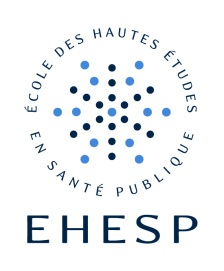 ÉCOLE DES HAUTES ÉTUDES
EN SANTÉ PUBLIQUE
EHESP